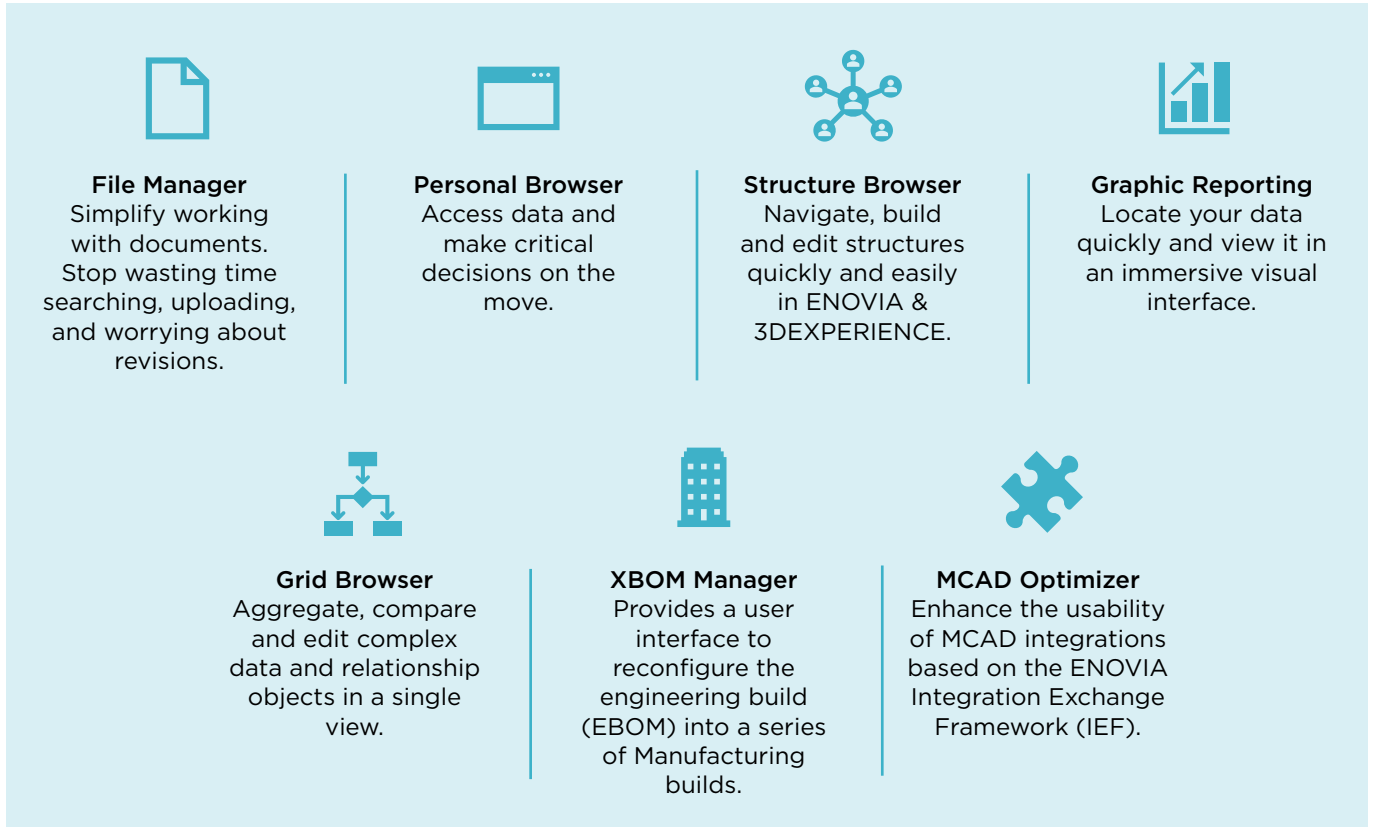 File Manager
Simplify working
with documents.
Stop wasting time
searching, uploading,
and worrying about
revisions.
Personal Browser
Access data and
make critical
decisions on the
move.
Structure Browser
Navigate, build
and edit structures
quickly and easily
in ENOVIA &
3DEXPERIENCE.
Graphic Reporting
Locate your data
quickly and view it in
an immersive visual
interface.
Grid Browser
Aggregate, compare
and edit complex
data and relationship
objects in a single
view.
XBOM Manager
Provides a user
interface to
reconfigure the
engineering build
(EBOM) into a series
of Manufacturing
builds.
MCAD Optimizer
Enhance the usability
of MCAD integrations
based on the ENOVIA
Integration Exchange
Framework (IEF).